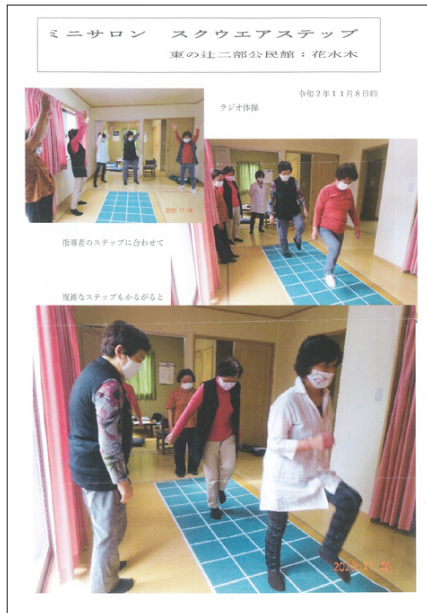 ミニサロン　スクウエアステップ
東の辻二部公民館：花水木
令和2年11月8日(日)
ラジオ体操
指導者のステップに合わせて
複雑なステップもかるがると